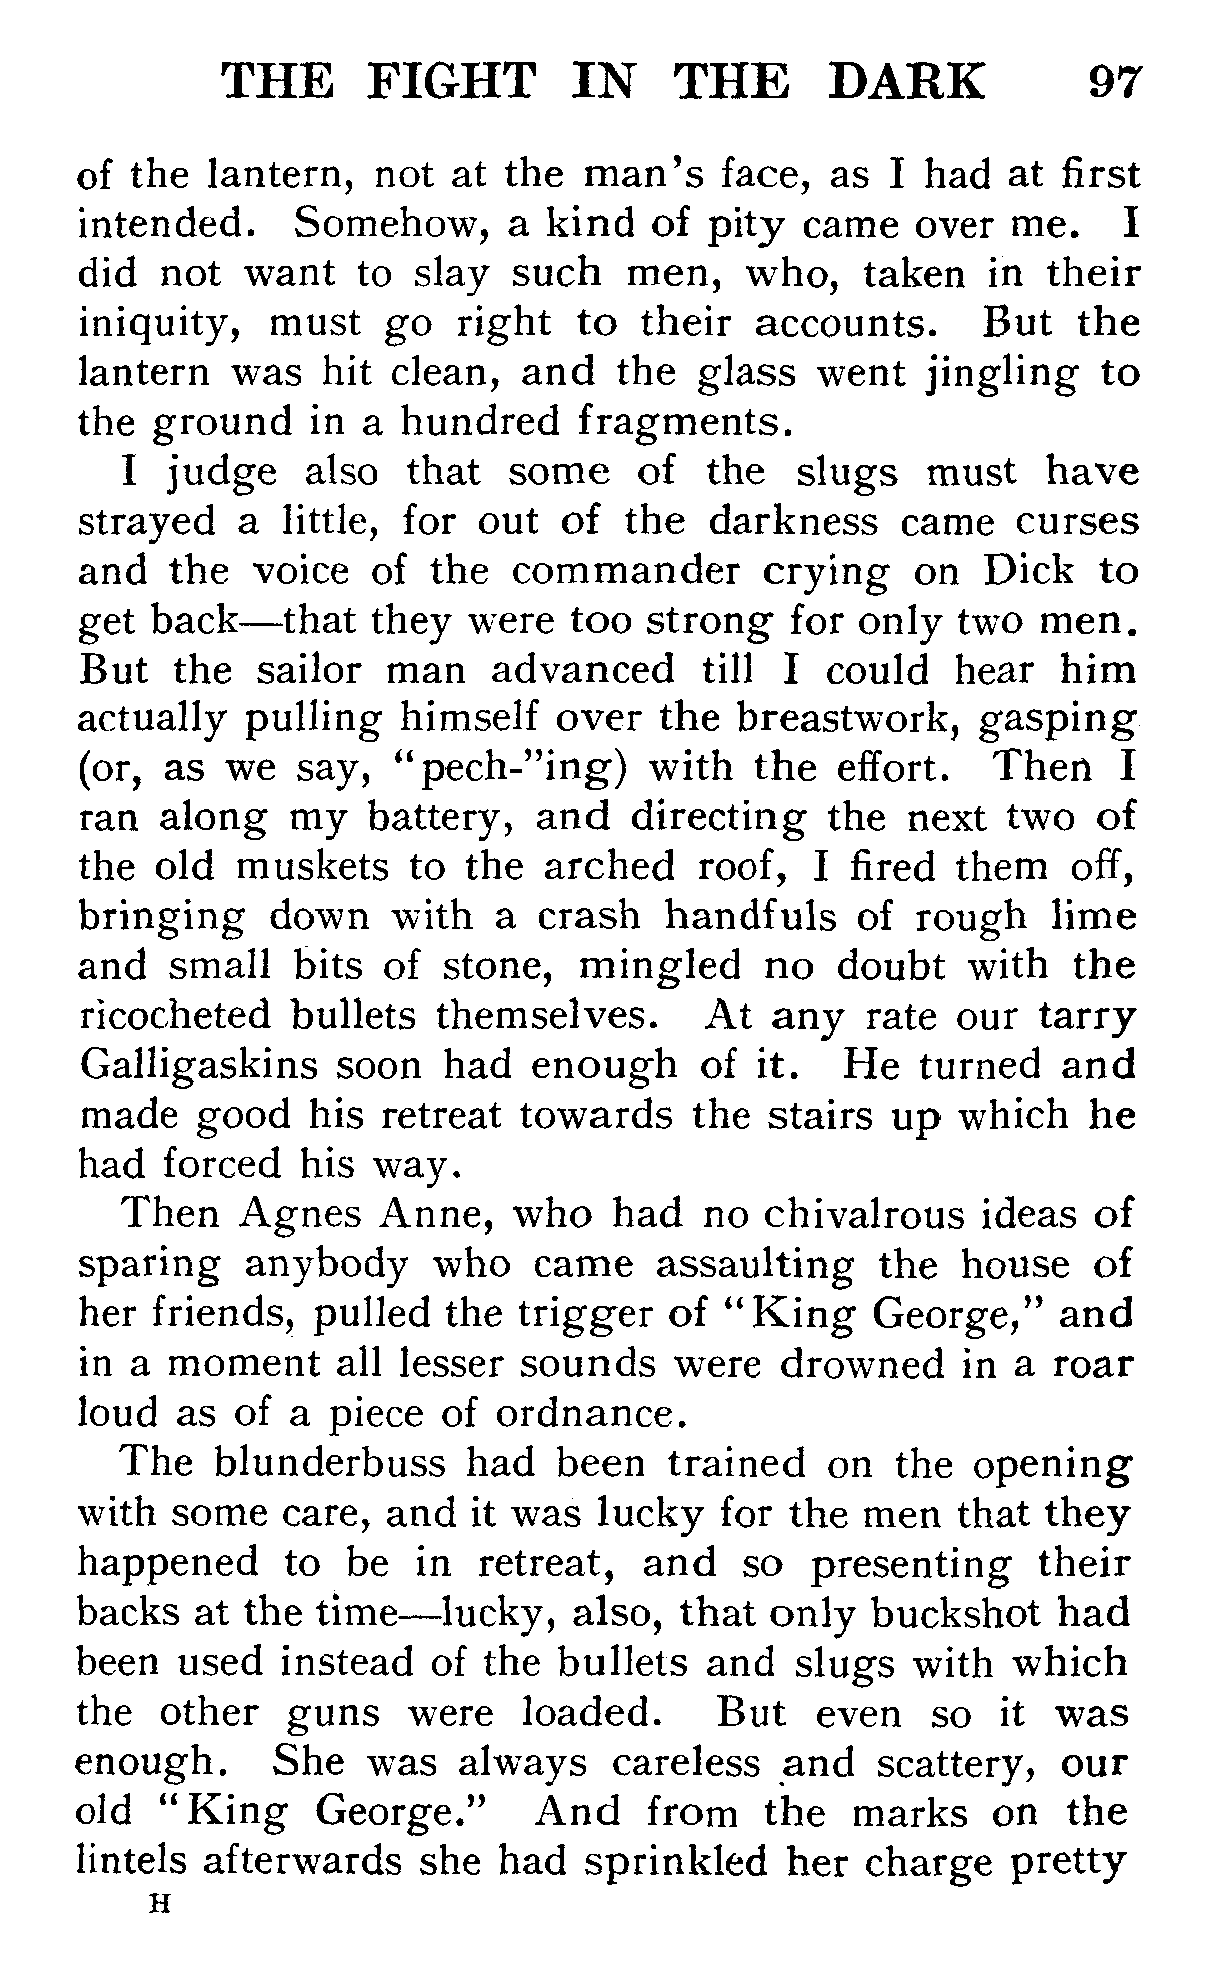 THE FIGHT IN THE DARK 97
of the lantern, not at the man's face, as I had at first
intended. Somehow, a kind of pity came over me. I
did not want to slay such men, who, taken in their
iniquity, must go right to their accounts. But the
lantern was hit clean, and the glass went jingling to
the ground in a hundred fragments.
I judge also that some of the slugs must have
strayed a little, for out of the darkness came curses
and the voice of the commander crying on Dick to
get back—that they were too strong for only two men.
But the sailor man advanced till I could hear him
actually pulling himself over the breastwork, gasping
(or, as we say, “pech-”ing) with the effort. Then I
ran along my battery, and directing the next two of
the old muskets to the arched roof, I fired them off,
bringing down with a crash handfuls of rough lime
and small bits of stone, mingled no doubt with the
ricocheted bullets themselves. At any rate our tarry
Galligaskins soon had enough of it. He turned and
made good his retreat towards the stairs up which he
had forced his way.
Then Agnes Anne, who had no chivalrous ideas of
sparing anybody who came assaulting the house of
her friends, pulled the trigger of “King George,” and
in a moment all lesser sounds were drowned in a roar
loud as of a piece of ordnance.
The blunderbuss had been trained on the opening
with some care, and it was lucky for the men that they
happened to be in retreat, and so presenting their
backs at the time—lucky, also, that only buckshot had
been used instead of the bullets and slugs with which
the other guns were loaded. But even so it was
enough. She was always careless and scattery, our
old “King George.” And from the marks on the
lintels afterwards she had sprinkled her charge pretty
H